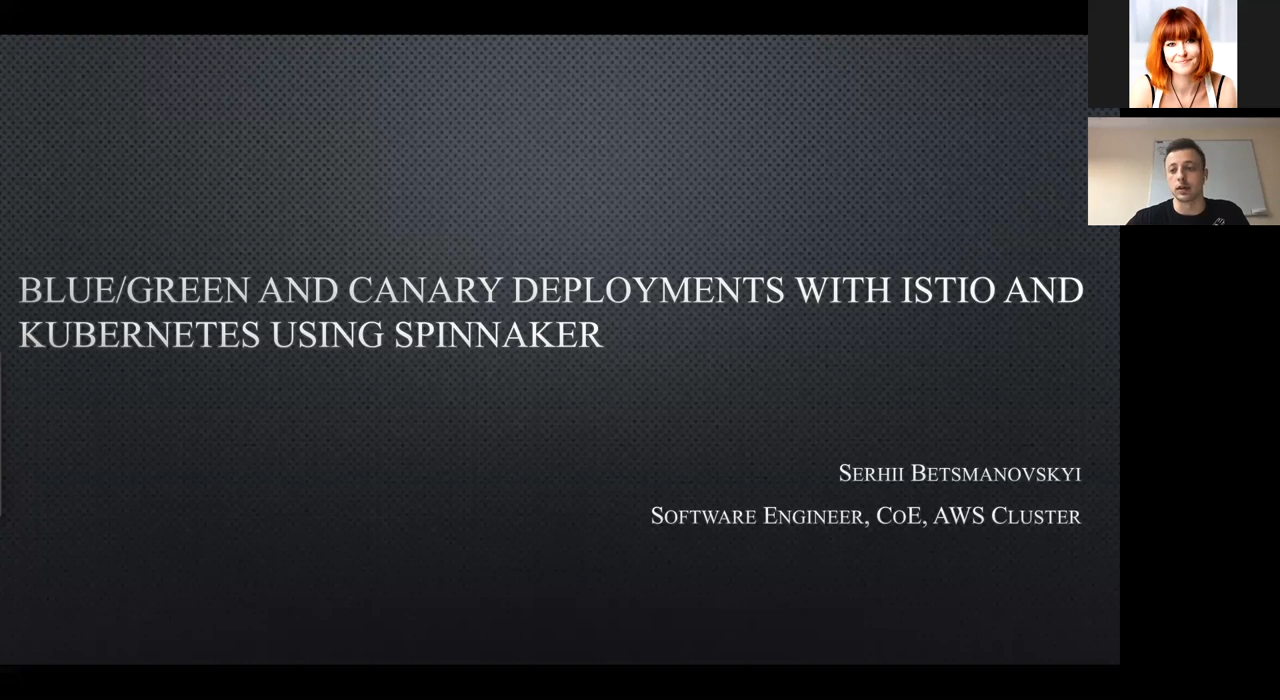 BLUE/GREEN AND CANARY DEPLOYMENTS WITH ISTIO AND
KUBERNETES USING SPINNAKER
SERHII BETSMANOVSKYI
SOFTWARE ENGINEER, COE, AWS CLUSTER